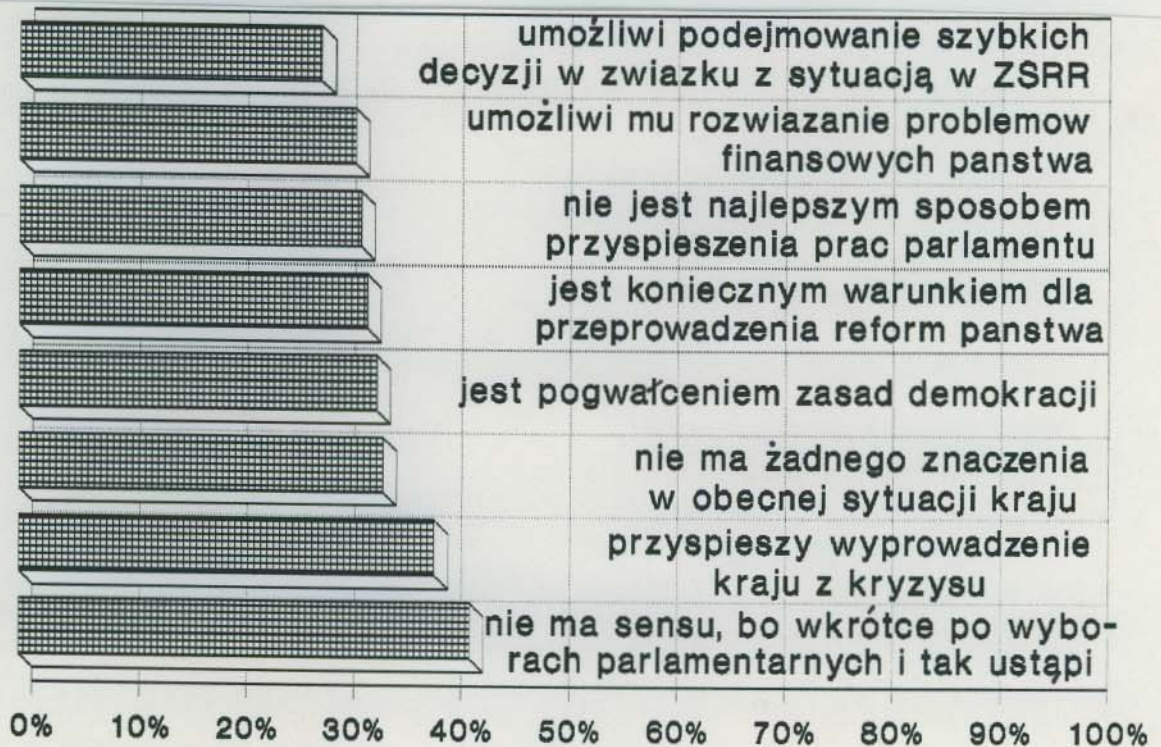 umożliwi podejmowanie szybkich
decyzji w zwiazku z sytuacją w ZSRR
umożliwi mu rozwiazanie problemow
finansowych panstwa
nie jest najlepszym sposobem
przyspieszenia prac parlamentu
jest koniecznym warunkiem dla
przeprowadzenia reform panstwa
jest pogwałceniem zasad demokracji
nie ma żadnego znaczenia
w obecnej sytuacji kraju
przyspieszy wyprowadzenie
kraju z kryzysu
nie ma sensu, bo wkrótce po wybo-
rach parlamentarnych i tak ustąpi
0% 10% 20% 30% 40% 50% 60% 70% 80% 90% 100%